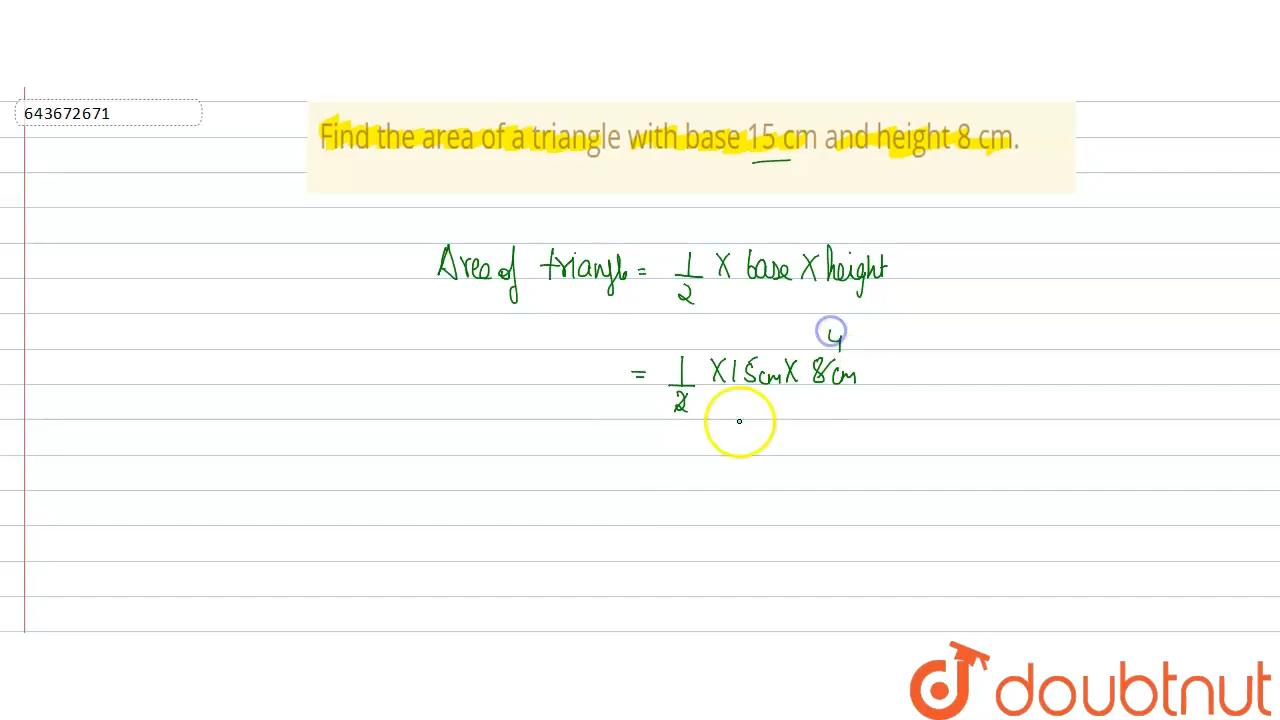 643672671
Find the area of a triangle with base 15 cm and height 8 cm.
Area of triangle = 1/2 X base X height
4
= 1/2 X 15cm X 8cm
doubtnut